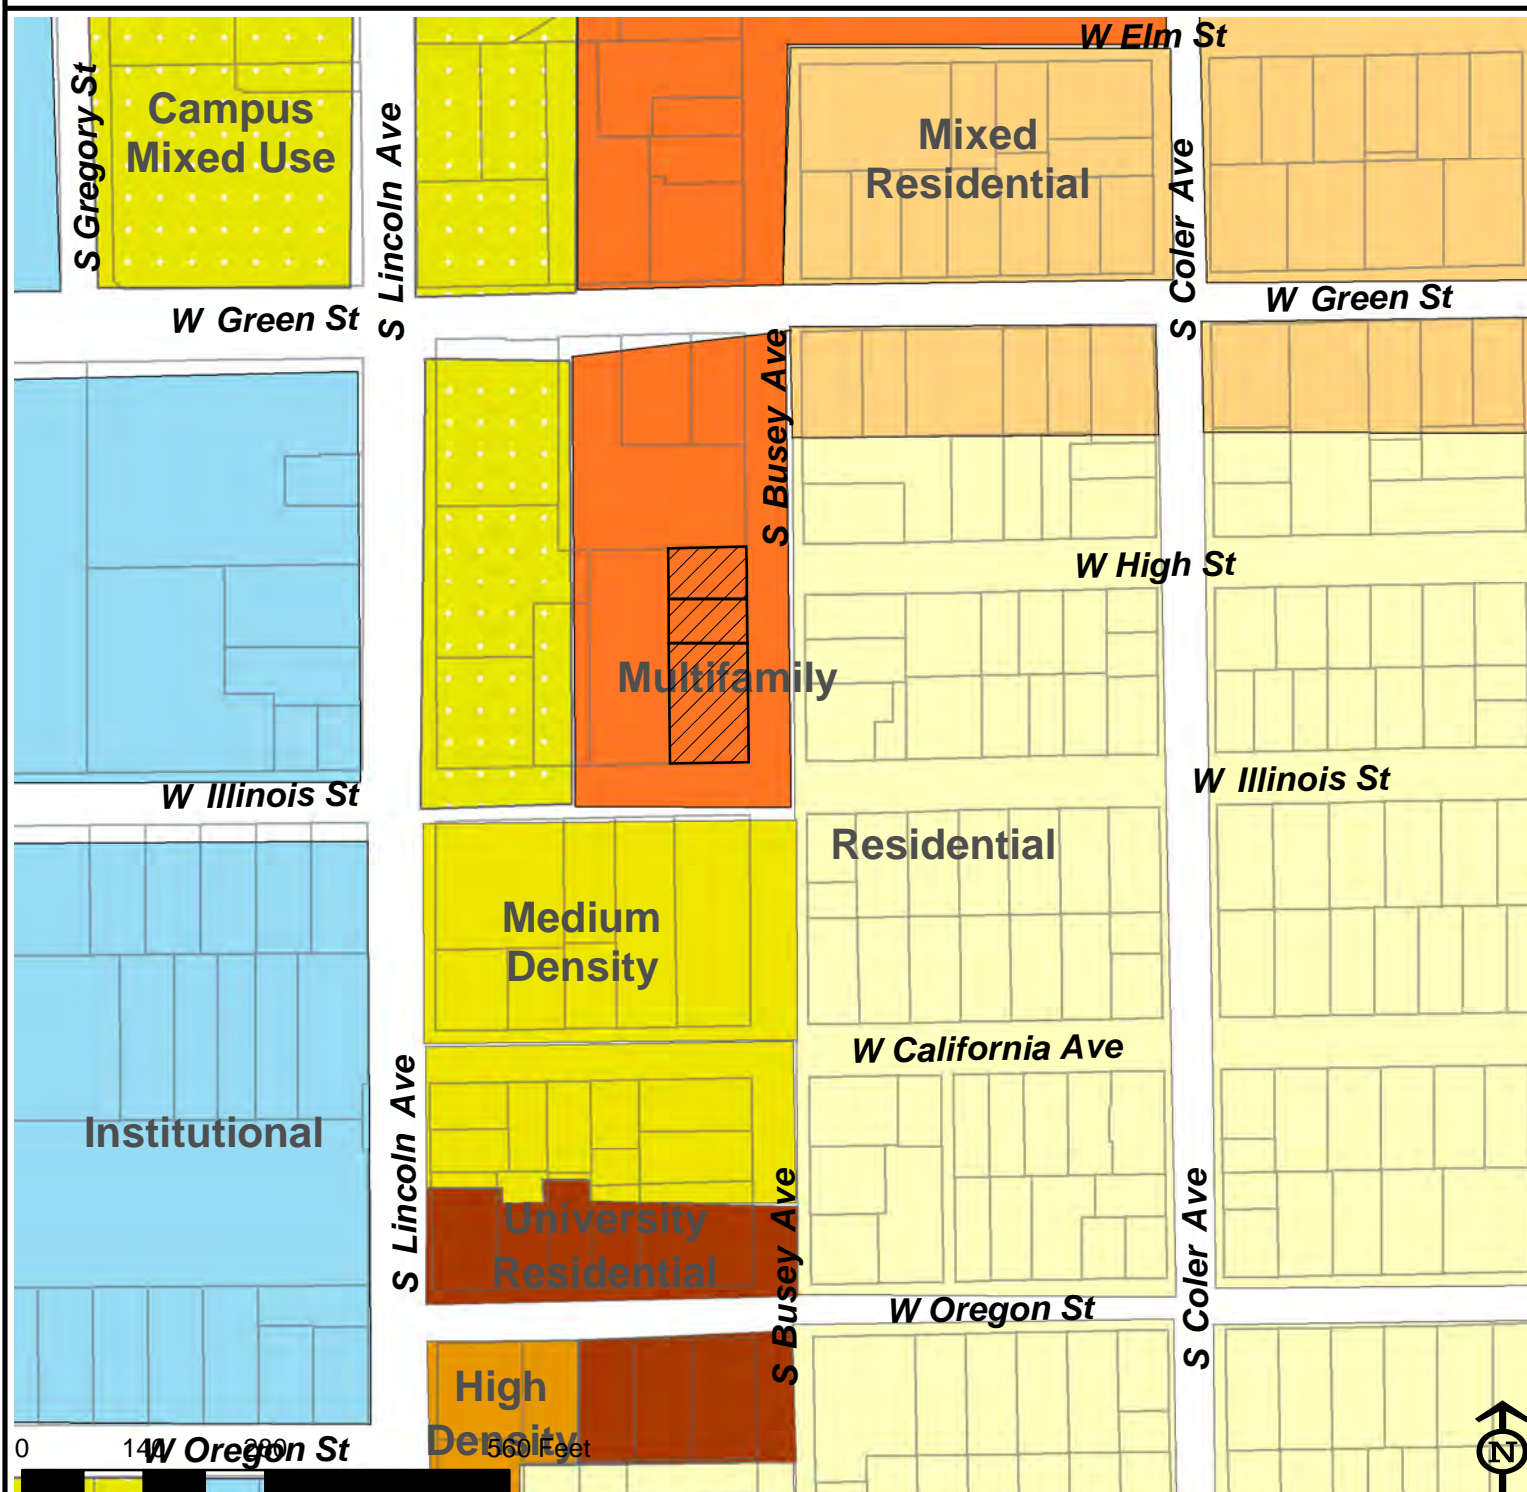 W Elm St
S Gregory St
Campus
Mixed Use
S Lincoln Ave
Mixed
Residential
S Coler Ave
W Green St
W Green St
S Busey Ave
W High St
Multifamily
W Illinois St
W Illinois St
Residential
Medium
Density
W California Ave
S Lincoln Ave
Institutional
University
Residential
S Busey Ave
S Coler Ave
W Oregon St
High
Density
W Oregon St
0 140 280 560 Feet
N